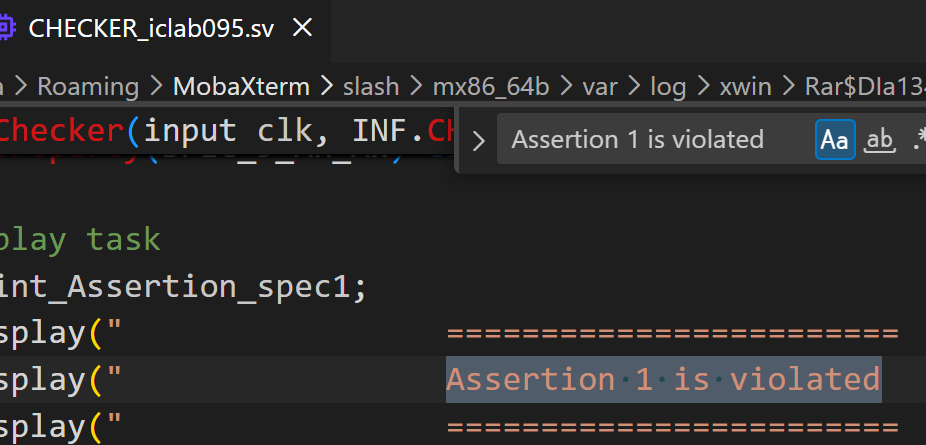 CHECKER_iclab095.sv
Roaming > MobaXterm > slash > mx86_64b > var > log > xwin > Rar$DIa134
Checker(input clk, INF.CH
Assertion 1 is violated Aa ab .*
play task
int_Assertion_spec1;
splay(" ========================
splay(" Assertion 1 is violated
splay(" ========================